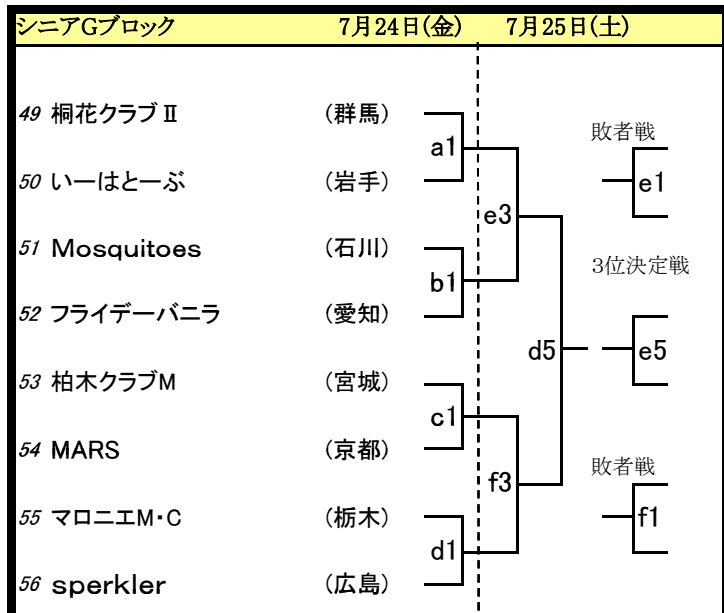 シニアGブロック 7月24日(金) 7月25日(土)
49 桐花クラブⅡ (群馬)
敗者戦
a1
50 いーはとーぶ (岩手) e1
e3
51 Mosquitoes (石川)
3位決定戦
b1
52 フライデーバニラ (愛知)
d5 e5
53 柏木クラブM (宮城)
c1
54 MARS (京都)
敗者戦
f3
55 マロニエM・C (栃木) f1
d1
56 sperkler (広島)